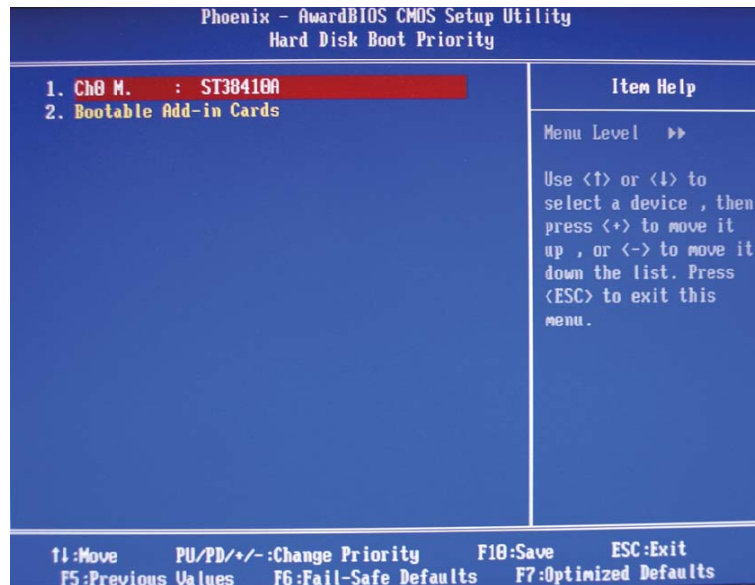 Phoenix - AwardBIOS CMOS Setup Utility
Hard Disk Boot Priority
1. Ch0 M. : ST38410A
2. Bootable Add-in Cards
Item Help
Menu Level ▸▸
Use <↑> or <↓> to
select a device , then
press <+> to move it
up , or <-> to move it
down the list. Press
<ESC> to exit this
menu.
↑↓:Move PU/PD/+/-:Change Priority F10:Save ESC:Exit
F5:Previous Values F6:Fail-Safe Defaults F7:Optimized Defaults